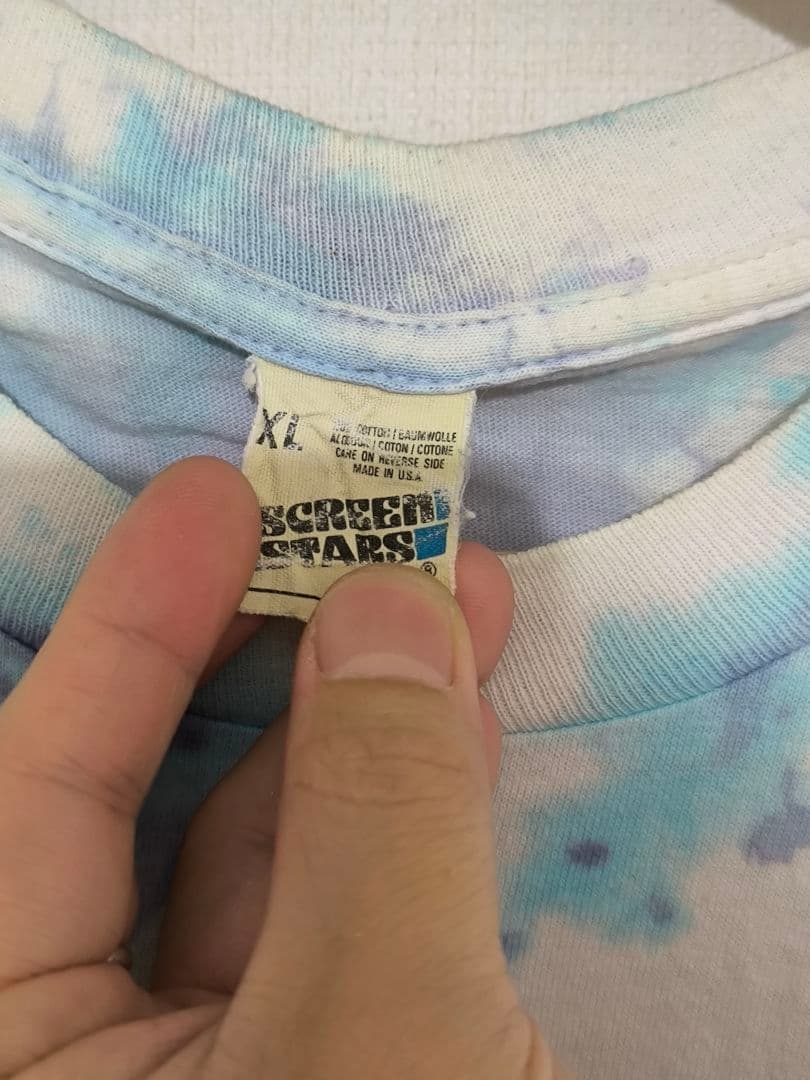 XL
100% COTTON / BAUMWOLLE
ALGODON / COTON / COTONE
CARE ON REVERSE SIDE
MADE IN U.S.A.
SCREEN
STARS
®